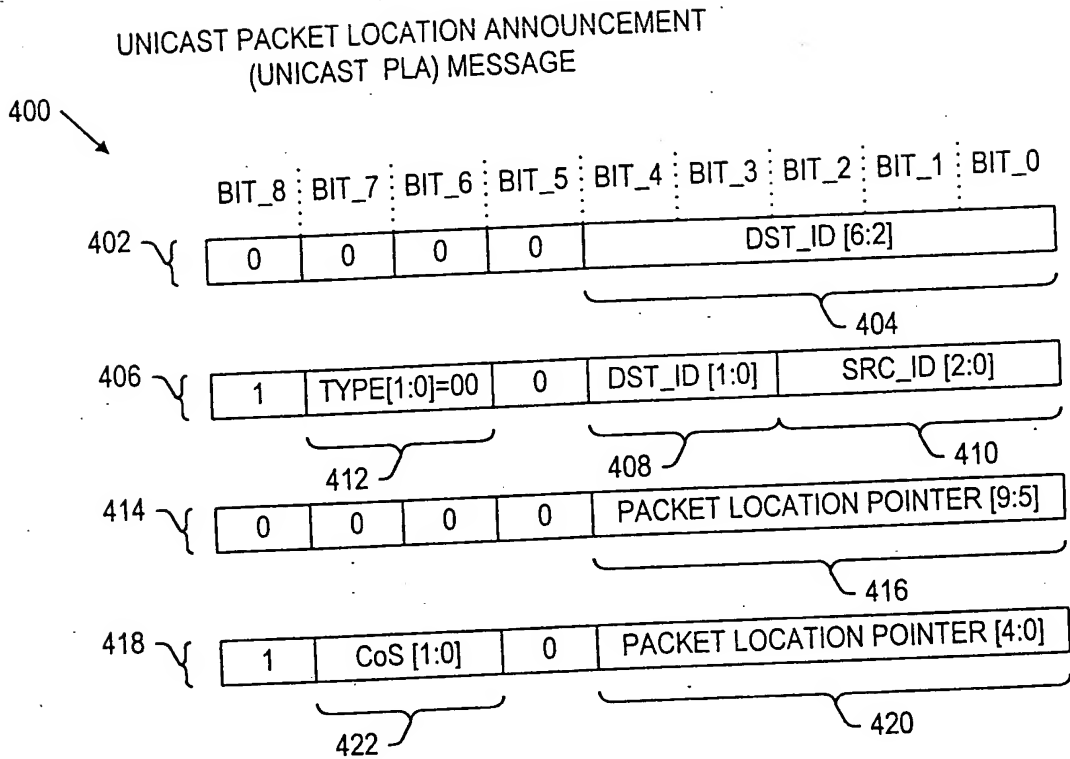 UNICAST PACKET LOCATION ANNOUNCEMENT
(UNICAST PLA) MESSAGE
400
BIT_8 BIT_7 BIT_6 BIT_5 BIT_4 BIT_3 BIT_2 BIT_1 BIT_0
402 0 0 0 0 DST_ID [6:2]
404
406 1 TYPE[1:0]=00 0 DST_ID [1:0] SRC_ID [2:0]
412 408 410
414 0 0 0 0 PACKET LOCATION POINTER [9:5]
416
418 1 CoS [1:0] 0 PACKET LOCATION POINTER [4:0]
422 420